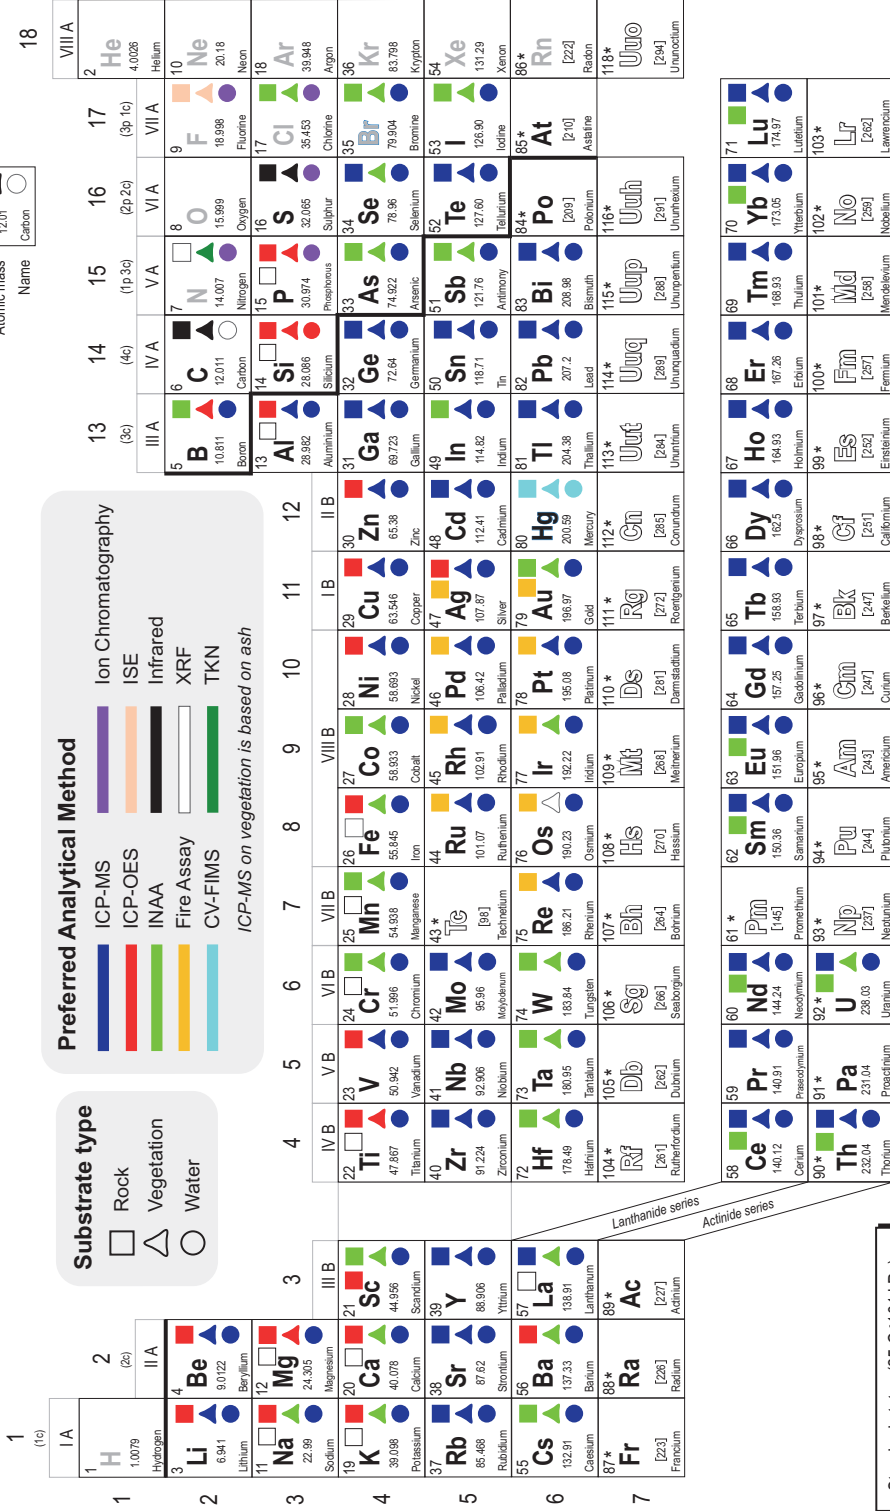 1
(1c)
I A
2
(2c)
II A
3
III B
4
IV B
5
V B
6
VI B
7
VII B
8
9
VIII B
10
11
I B
12
II B
13
(3c)
III A
14
(4c)
IV A
15
(1p 3c)
V A
16
(2p 2c)
VI A
17
(3p 1c)
VII A
18
VIII A
Atomic mass
12.01
Name
Carbon
Substrate type
Rock
Vegetation
Water
Preferred Analytical Method
ICP-MS
Ion Chromatography
ICP-OES
ISE
INAA
Infrared
Fire Assay
XRF
CV-FIMS
TKN
ICP-MS on vegetation is based on ash
1
1 H 1.0079 Hydrogen
2 He 4.0026 Helium
2
3 Li 6.941 Lithium
4 Be 9.0122 Beryllium
5 B 10.811 Boron
6 C 12.011 Carbon
7 N 14.007 Nitrogen
8 O 15.999 Oxygen
9 F 18.998 Fluorine
10 Ne 20.18 Neon
3
11 Na 22.99 Sodium
12 Mg 24.305 Magnesium
13 Al 28.982 Aluminium
14 Si 28.086 Silicium
15 P 30.974 Phosphorous
16 S 32.065 Sulphur
17 Cl 35.453 Chlorine
18 Ar 39.948 Argon
4
19 K 39.098 Potassium
20 Ca 40.078 Calcium
21 Sc 44.956 Scandium
22 Ti 47.867 Titanium
23 V 50.942 Vanadium
24 Cr 51.996 Chromium
25 Mn 54.938 Manganese
26 Fe 55.845 Iron
27 Co 58.933 Cobalt
28 Ni 58.693 Nickel
29 Cu 63.546 Copper
30 Zn 65.38 Zinc
31 Ga 69.723 Gallium
32 Ge 72.64 Germanium
33 As 74.922 Arsenic
34 Se 78.96 Selenium
35 Br 79.904 Bromine
36 Kr 83.798 Krypton
5
37 Rb 85.468 Rubidium
38 Sr 87.62 Strontium
39 Y 88.906 Yttrium
40 Zr 91.224 Zirconium
41 Nb 92.906 Niobium
42 Mo 95.96 Molybdenum
43 * Tc [98] Technetium
44 Ru 101.07 Ruthenium
45 Rh 102.91 Rhodium
46 Pd 106.42 Palladium
47 Ag 107.87 Silver
48 Cd 112.41 Cadmium
49 In 114.82 Indium
50 Sn 118.71 Tin
51 Sb 121.76 Antimony
52 Te 127.60 Tellurium
53 I 126.90 Iodine
54 Xe 131.29 Xenon
6
55 Cs 132.91 Caesium
56 Ba 137.33 Barium
57 La 138.91 Lanthanum
72 Hf 178.49 Hafnium
73 Ta 180.95 Tantalum
74 W 183.84 Tungsten
75 Re 186.21 Rhenium
76 Os 190.23 Osmium
77 Ir 192.22 Iridium
78 Pt 195.08 Platinum
79 Au 196.97 Gold
80 Hg 200.59 Mercury
81 Tl 204.38 Thallium
82 Pb 207.2 Lead
83 Bi 208.98 Bismuth
84* Po [209] Polonium
85* At [210] Astatine
86* Rn [222] Radon
7
87* Fr [223] Francium
88* Ra [226] Radium
89* Ac [227] Actinium
104* Rf [261] Rutherfordium
105* Db [262] Dubnium
106* Sg [266] Seaborgium
107* Bh [264] Bohrium
108* Hs [270] Hassium
109* Mt [268] Meitnerium
110* Ds [281] Darmstadtium
111* Rg [272] Roentgenium
112* Cn [285] Conundrum
113* Uut [284] Ununtrium
114* Uuq [289] Ununquadium
115* Uup [288] Ununpentium
116* Uuh [291] Ununhexium
118* Uuo [294] Ununoctium
Lanthanide series
58 Ce 140.12 Cerium
59 Pr 140.91 Praseodymium
60 Nd 144.24 Neodymium
61 * Pm [145] Promethium
62 Sm 150.36 Samarium
63 Eu 151.96 Europium
64 Gd 157.25 Gadolinium
65 Tb 158.93 Terbium
66 Dy 162.5 Dysprosium
67 Ho 164.93 Holmium
68 Er 167.26 Erbium
69 Tm 168.93 Thulium
70 Yb 173.05 Ytterbium
71 Lu 174.97 Lutetium
Actinide series
90* Th 232.04 Thorium
91* Pa 231.04 Proactinium
92* U 238.03 Uranium
93* Np [237] Neptunium
94* Pu [244] Plutonium
95* Am [243] Americium
96* Cm [247] Curium
97* Bk [247] Berkelium
98* Cf [251] Californium
99* Es [252] Einsteinium
100* Fm [257] Fermium
101* Md [258] Mendelevium
102* No [259] Nobelium
103* Lr [262] Lawrencium